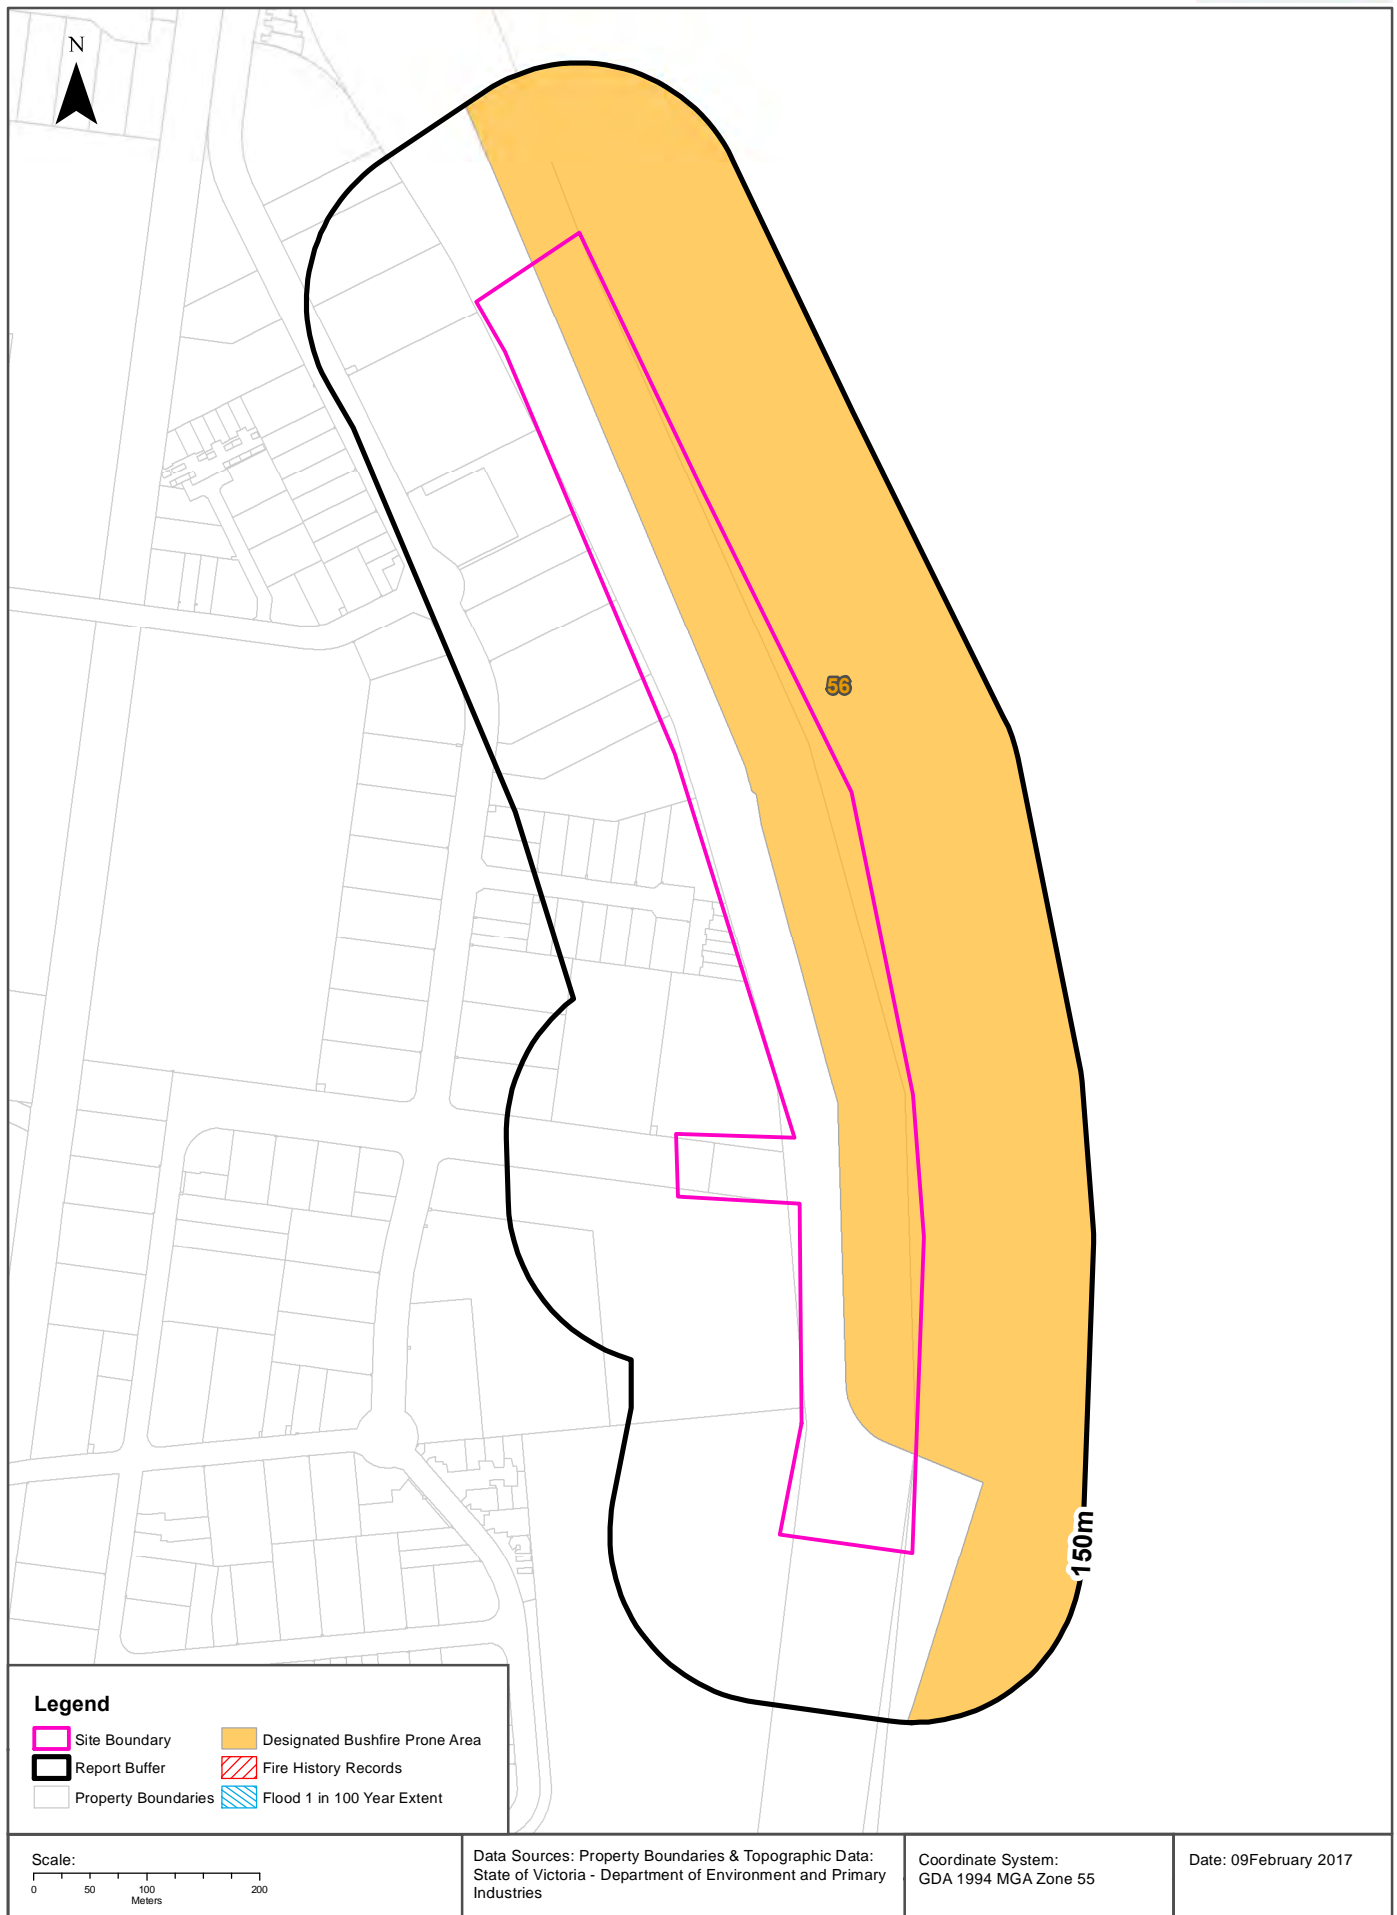 N
56
150m
Legend
Site Boundary
Designated Bushfire Prone Area
Report Buffer
Fire History Records
Property Boundaries
Flood 1 in 100 Year Extent
Scale:
0 50 100 200
Meters
Data Sources: Property Boundaries & Topographic Data:
State of Victoria - Department of Environment and Primary
Industries
Coordinate System:
GDA 1994 MGA Zone 55
Date: 09February 2017